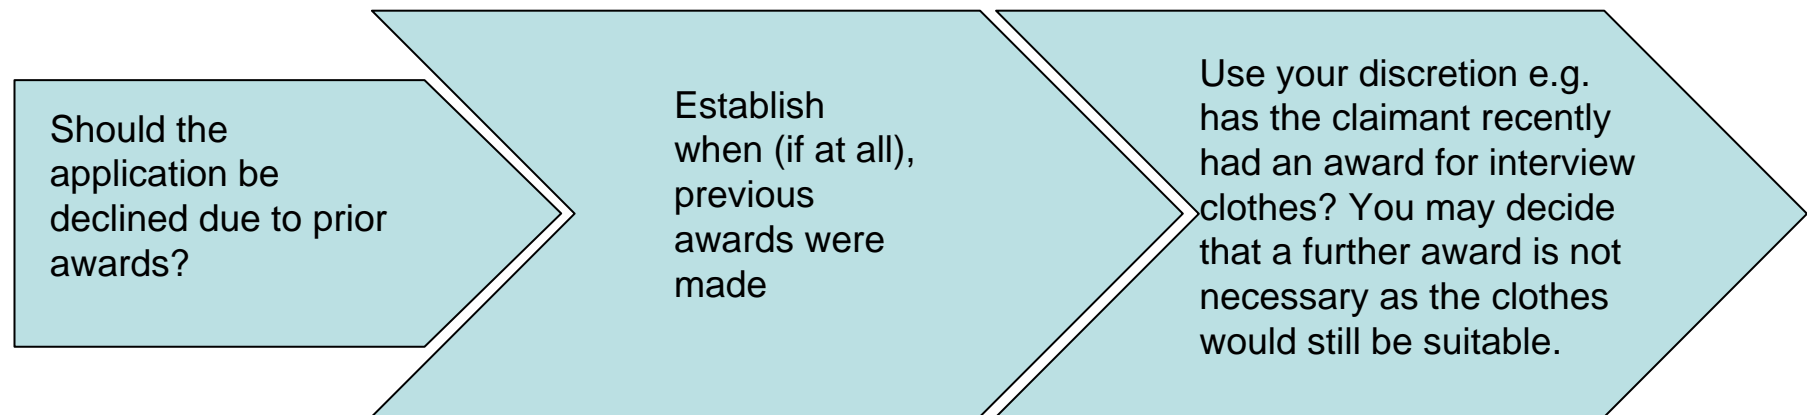 Should the
application be
declined due to prior
awards?
Establish
when (if at all),
previous
awards were
made
Use your discretion e.g.
has the claimant recently
had an award for interview
clothes? You may decide
that a further award is not
necessary as the clothes
would still be suitable.